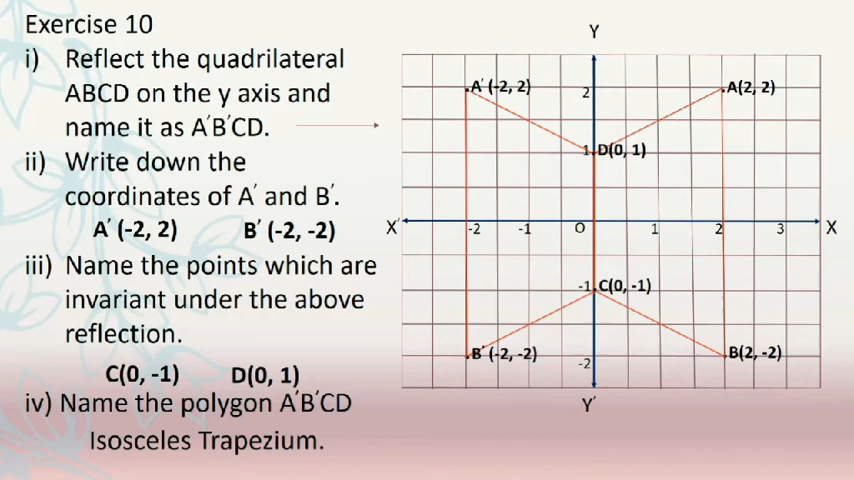 Exercise 10
i) Reflect the quadrilateral
ABCD on the y axis and
name it as A'B'CD.
ii) Write down the
coordinates of A' and B'.
A' (-2, 2) B' (-2, -2)
iii) Name the points which are
invariant under the above
reflection.
C(0, -1) D(0, 1)
iv) Name the polygon A'B'CD
Isosceles Trapezium.
Y
A' (-2, 2) 2 A(2, 2)
1 D(0, 1)
X' -2 -1 O 1 2 3 X
-1 C(0, -1)
B' (-2, -2) B(2, -2)
-2
Y'